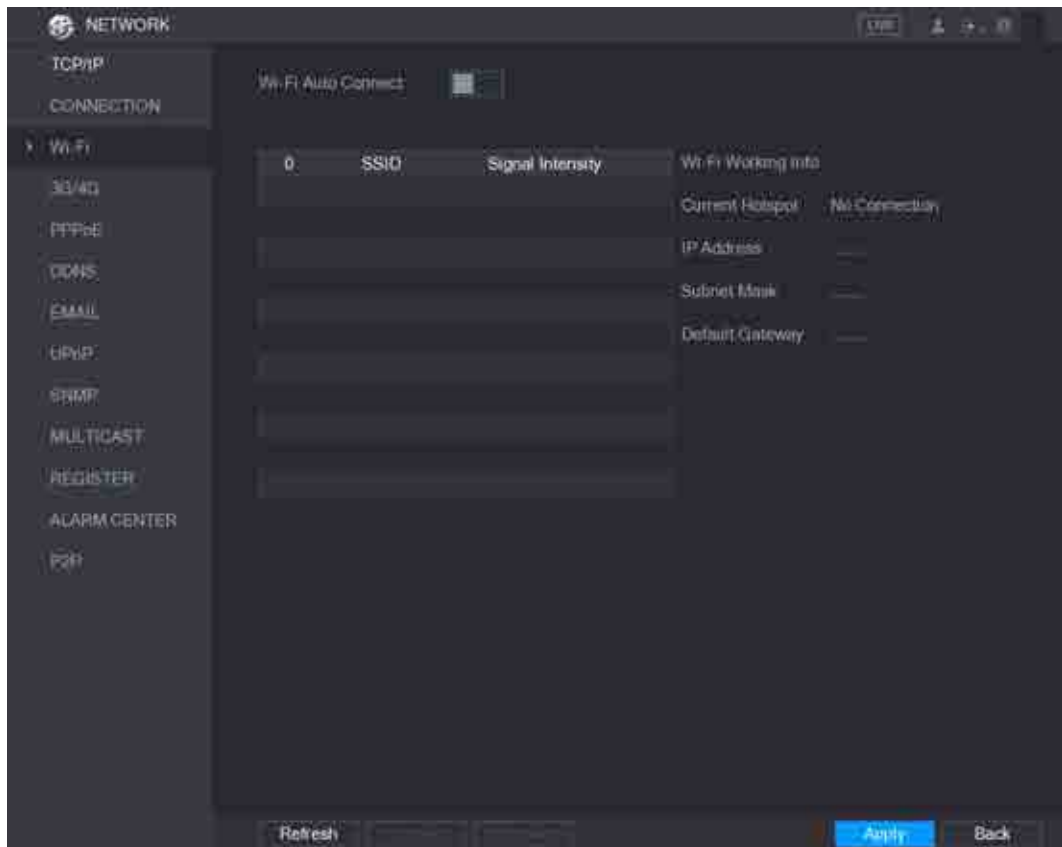 NETWORK
LIVE
TCP/IP
CONNECTION
Wi-Fi
3G/4G
PPPoE
DDNS
EMAIL
UPnP
SNMP
MULTICAST
REGISTER
ALARM CENTER
P2P
Wi-Fi Auto Connect
0 SSID Signal Intensity
Wi-Fi Working Info
Current Hotspot No Connection
IP Address
Subnet Mask
Default Gateway
Refresh
Apply Back